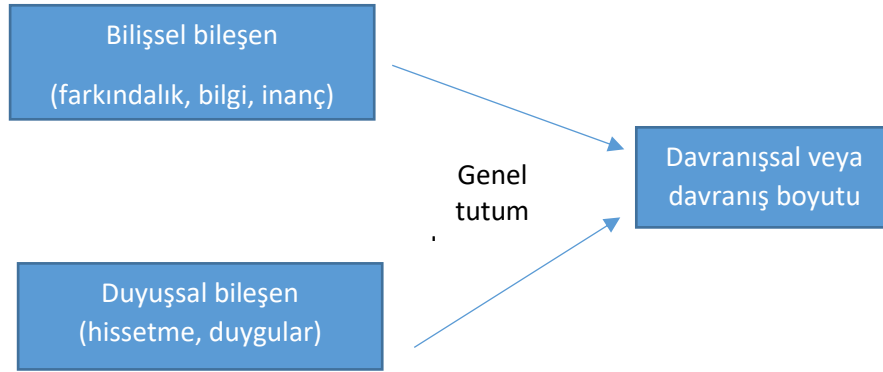 Bilişsel bileşen
(farkındalık, bilgi, inanç)
Davranışsal veya
davranış boyutu
Genel
tutum
Duyuşsal bileşen
(hissetme, duygular)